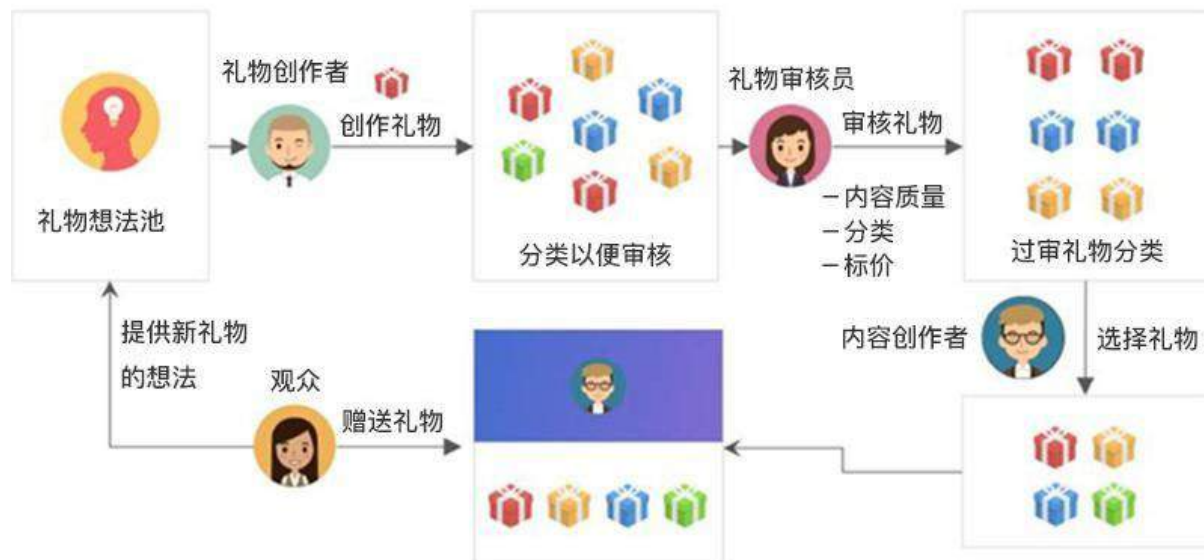 礼物想法池
礼物创作者
创作礼物
分类以便审核
礼物审核员
审核礼物
－内容质量
－分类
－标价
过审礼物分类
内容创作者
选择礼物
观众
赠送礼物
提供新礼物
的想法